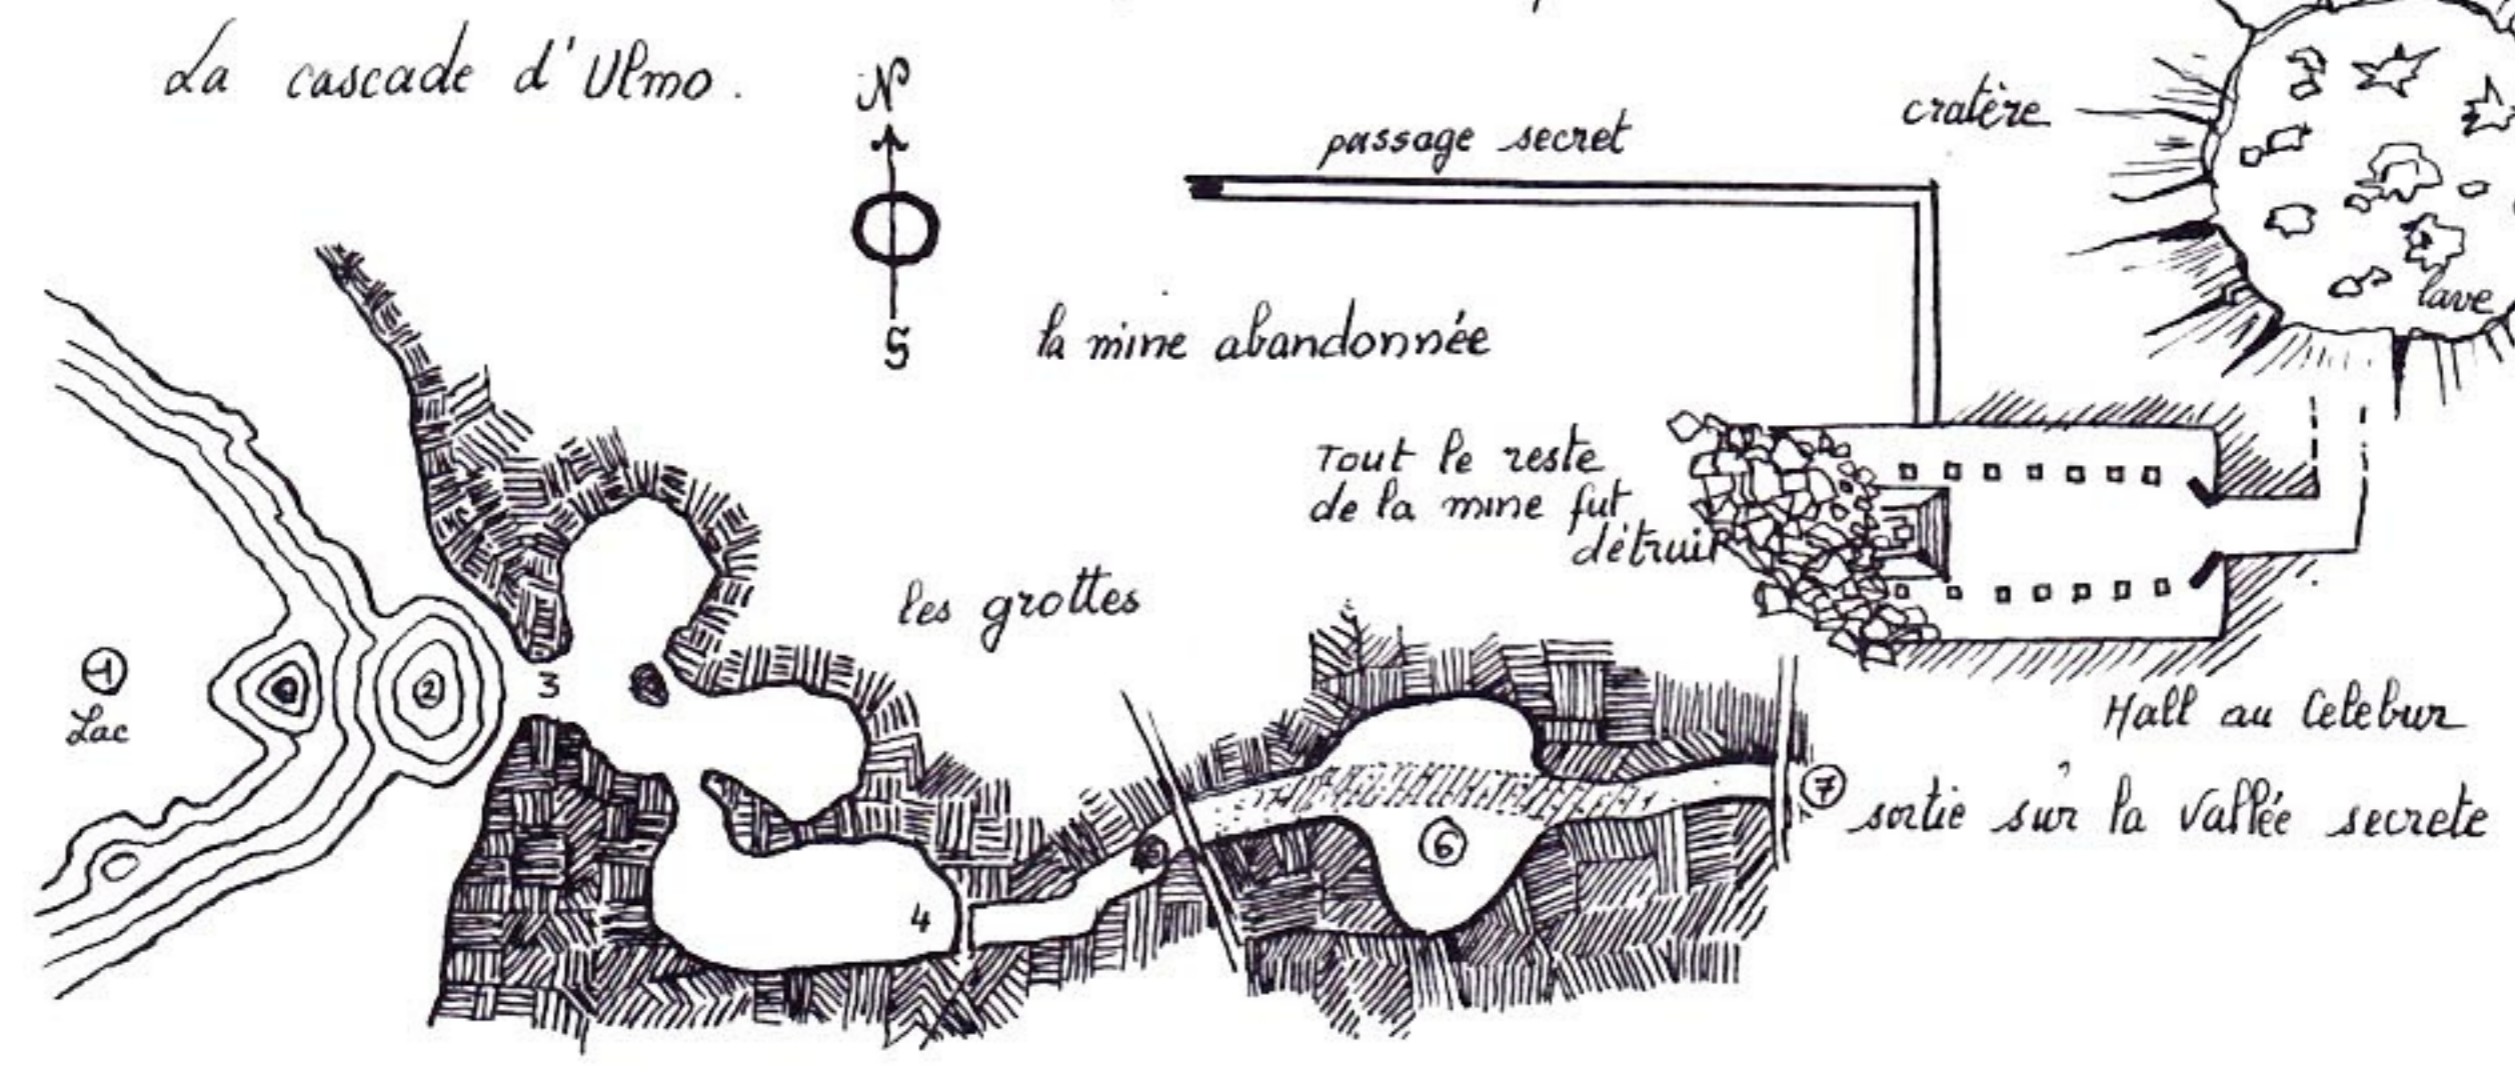 La cascade d'Ulmo.
N
S
passage secret
cratère
lave
la mine abandonnée
Tout le reste
de la mine fut
détruit
les grottes
1
Lac
2
3
4
6
7
Hall au Celebur
sortie sûr la Vallée secrete